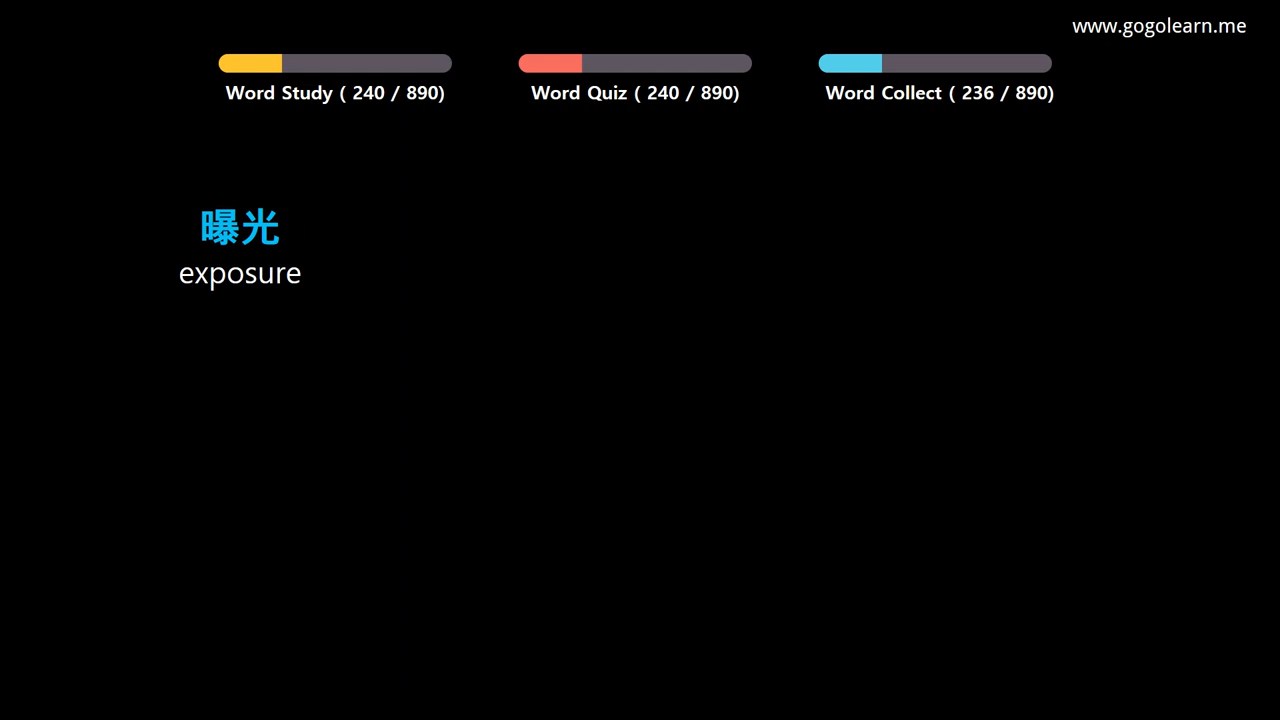 www.gogolearn.me
Word Study ( 240 / 890)
Word Quiz ( 240 / 890)
Word Collect ( 236 / 890)
曝光
exposure